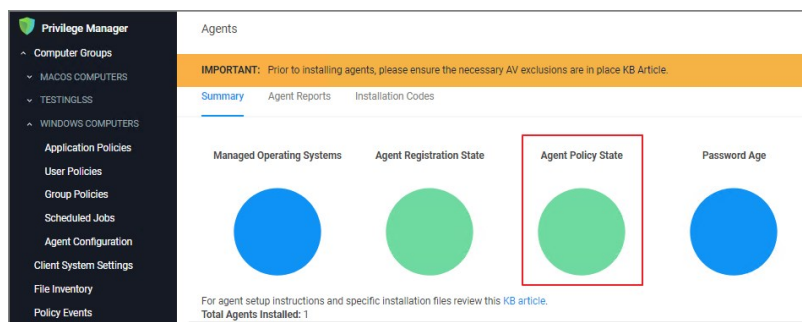 Privilege Manager
Computer Groups
MACOS COMPUTERS
TESTINGLSS
WINDOWS COMPUTERS
Application Policies
User Policies
Group Policies
Scheduled Jobs
Agent Configuration
Client System Settings
File Inventory
Policy Events
Agents
IMPORTANT: Prior to installing agents, please ensure the necessary AV exclusions are in place KB Article.
Summary Agent Reports Installation Codes
Managed Operating Systems Agent Registration State Agent Policy State Password Age
For agent setup instructions and specific installation files review this KB article.
Total Agents Installed: 1